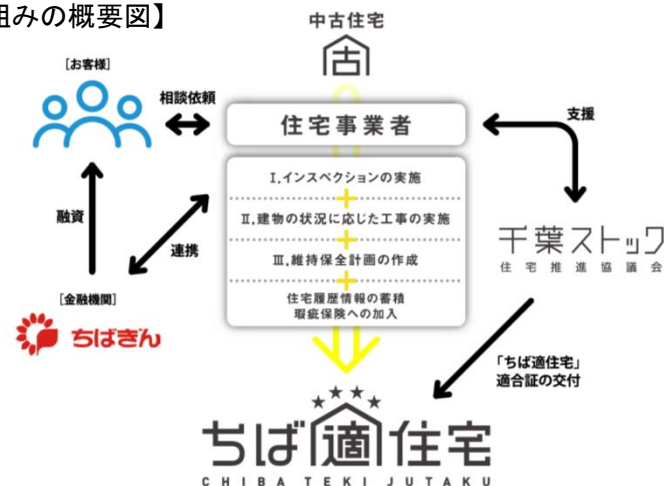 組みの概要図】
中古住宅
古
[お客様]
相談依頼
住宅事業者
支援
I.インスペクションの実施
+
II.建物の状況に応じた工事の実施
+
III.維持保全計画の作成
+
住宅履歴情報の蓄積
瑕疵保険への加入
融資
連携
[金融機関]
ちばぎん
千葉ストック
住宅推進協議会
「ちば適住宅」
適合証の交付
ちば適住宅
CHIBA TEKI JUTAKU